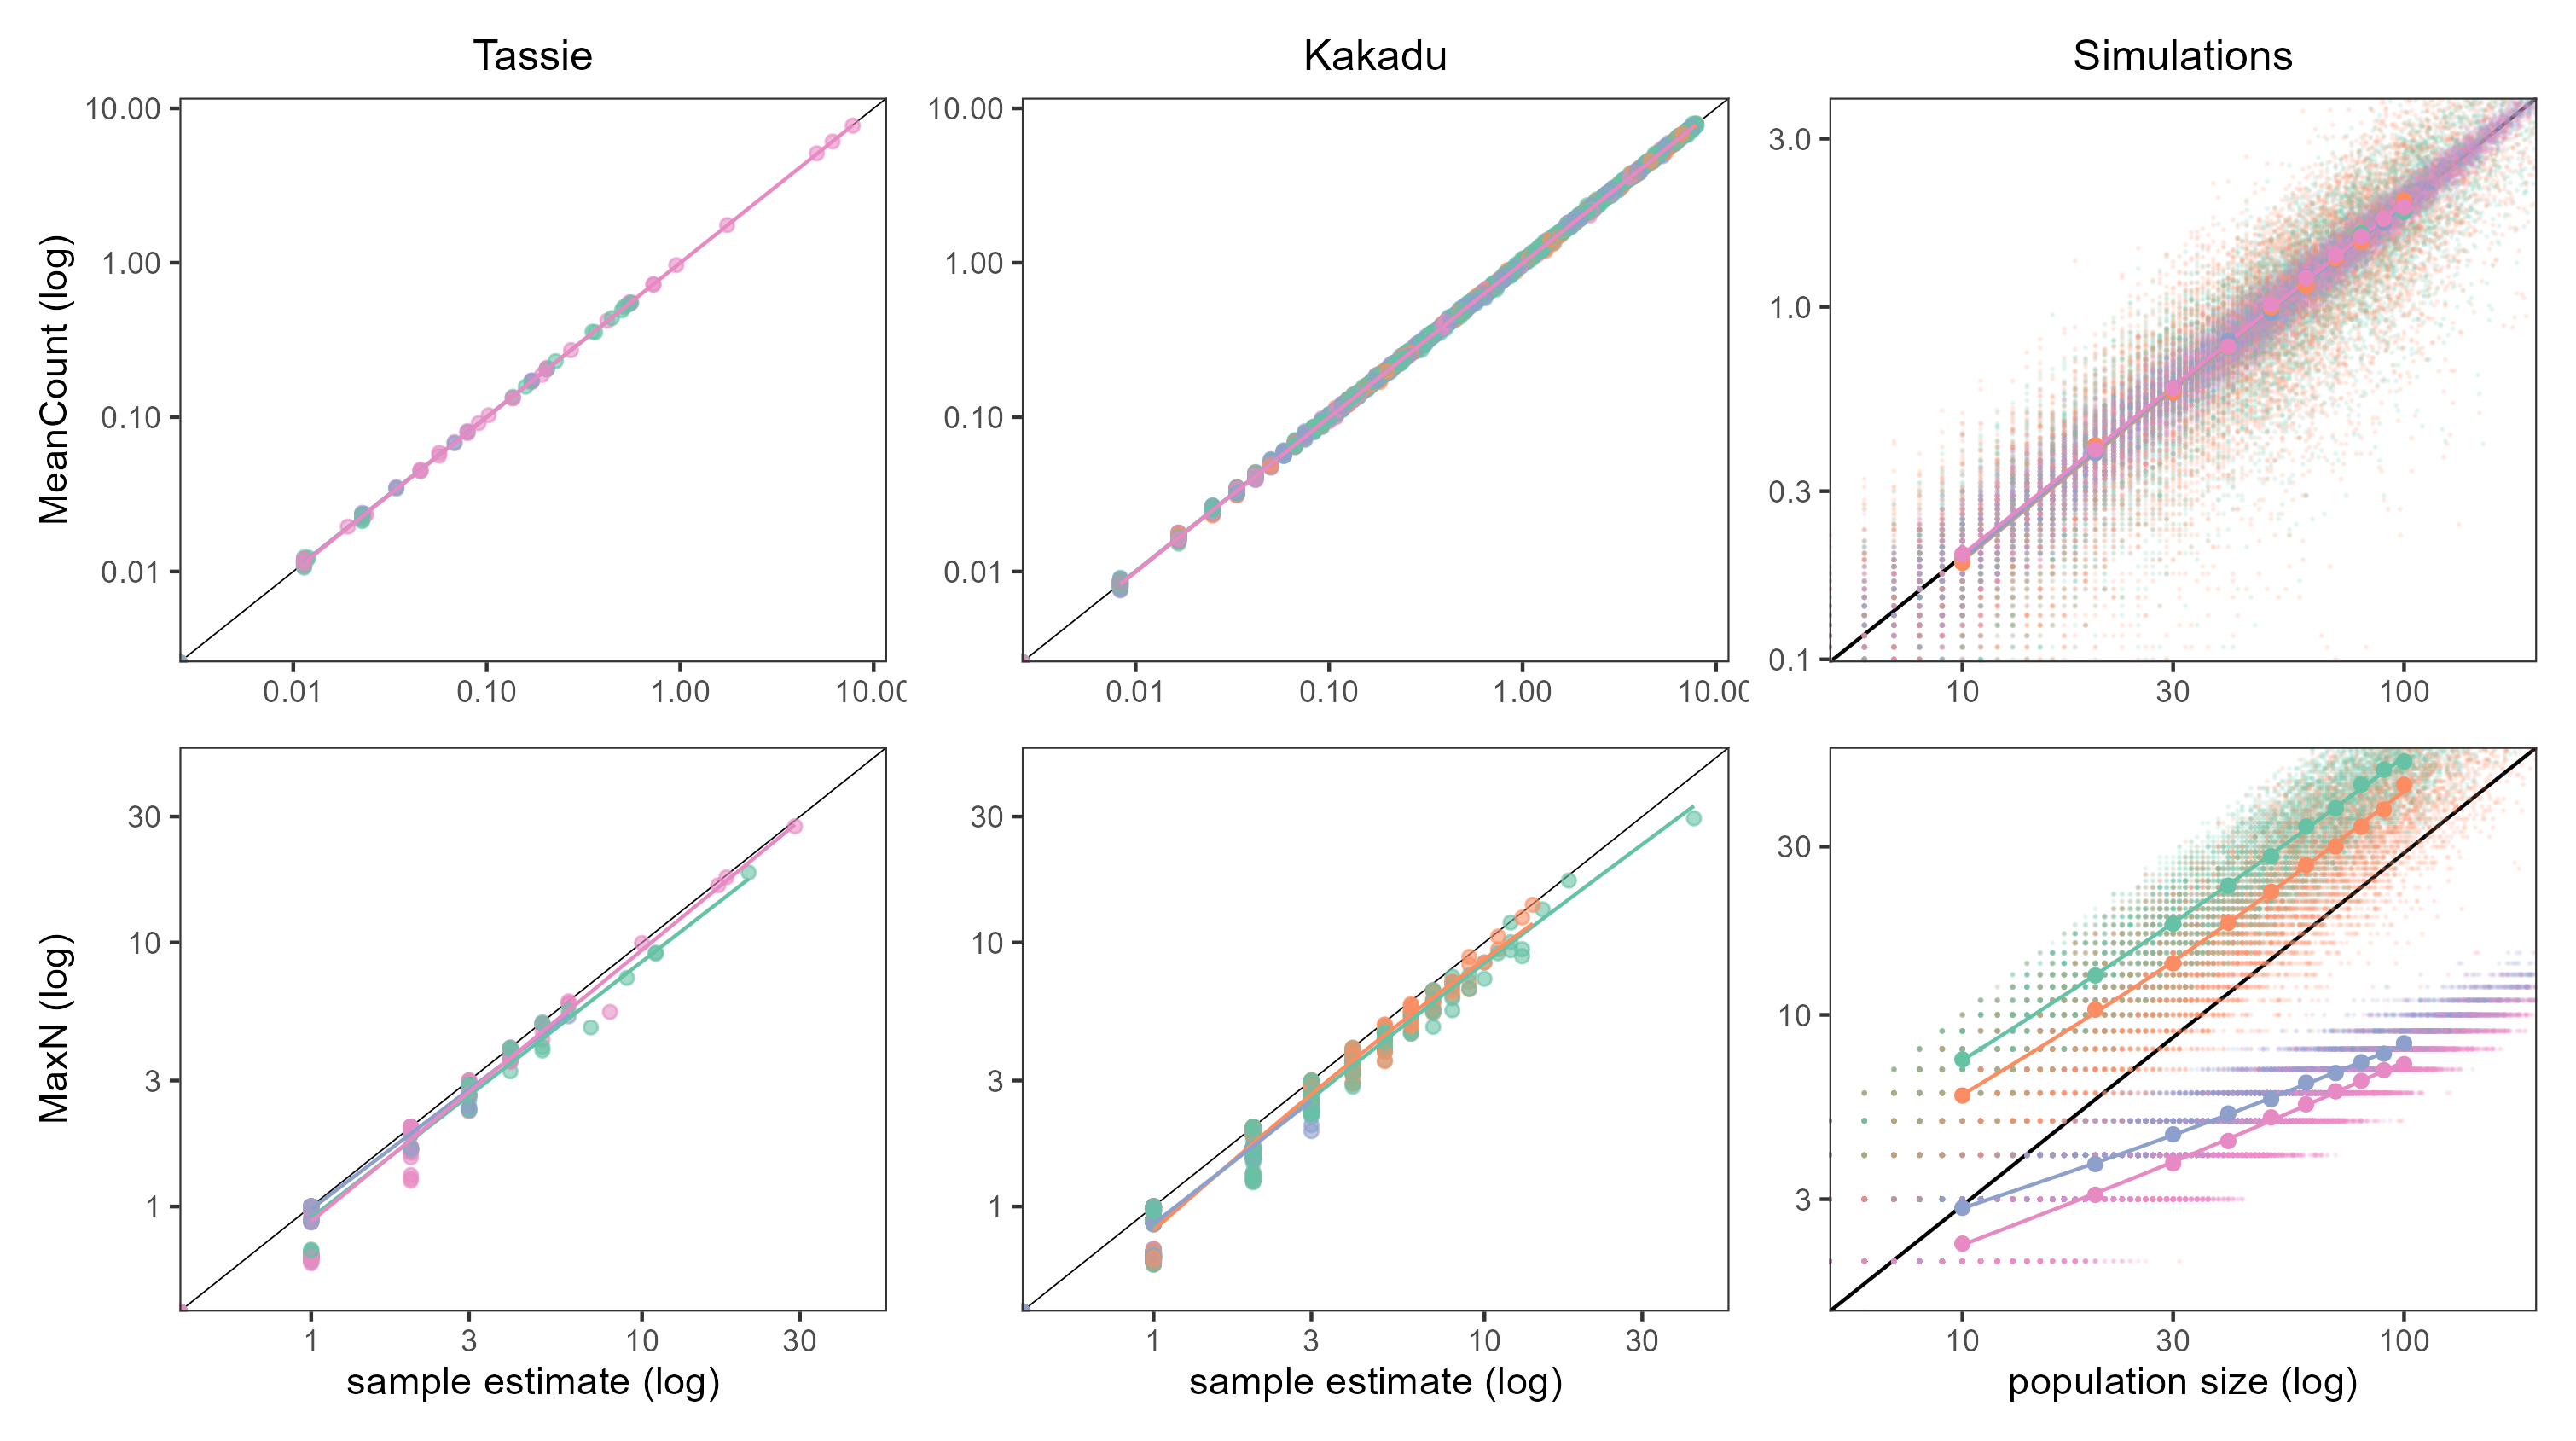 Tassie Kakadu Simulations
MeanCount (log)
10.00
1.00
0.10
0.01
0.01 0.10 1.00 10.00
10.00
1.00
0.10
0.01
0.01 0.10 1.00 10.00
3.0
1.0
0.3
0.1
10 30 100
MaxN (log)
30
10
3
1
1 3 10 30
sample estimate (log)
30
10
3
1
1 3 10 30
sample estimate (log)
30
10
3
10 30 100
population size (log)